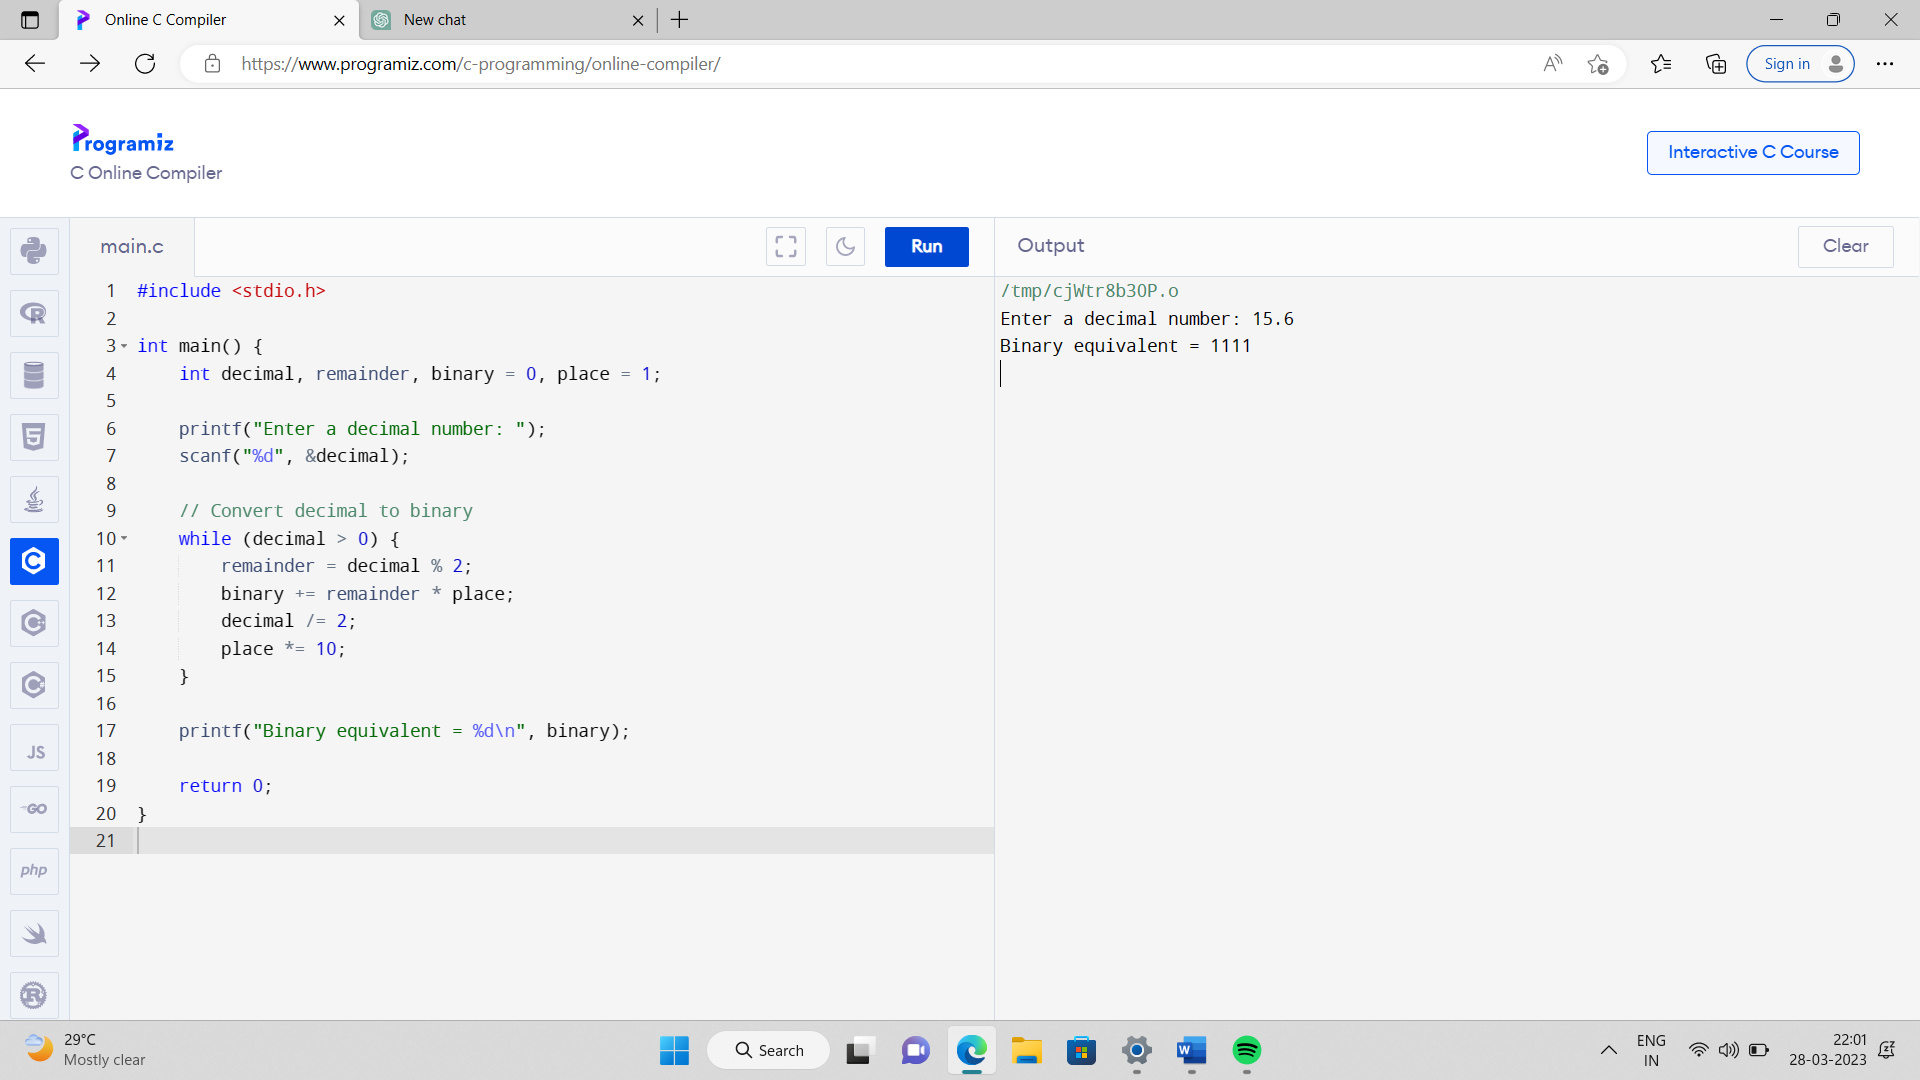 Online C Compiler
New chat
https://www.programiz.com/c-programming/online-compiler/
Sign in
Programiz
C Online Compiler
Interactive C Course
main.c
Run
Output
Clear
1 #include <stdio.h>
2
3 int main() {
4     int decimal, remainder, binary = 0, place = 1;
5
6     printf("Enter a decimal number: ");
7     scanf("%d", &decimal);
8
9     // Convert decimal to binary
10     while (decimal > 0) {
11         remainder = decimal % 2;
12         binary += remainder * place;
13         decimal /= 2;
14         place *= 10;
15     }
16
17     printf("Binary equivalent = %d\n", binary);
18
19     return 0;
20 }
21
/tmp/cjWtr8b3OP.o
Enter a decimal number: 15.6
Binary equivalent = 1111
JS
GO
php
29°C
Mostly clear
Search
ENG
IN
22:01
28-03-2023